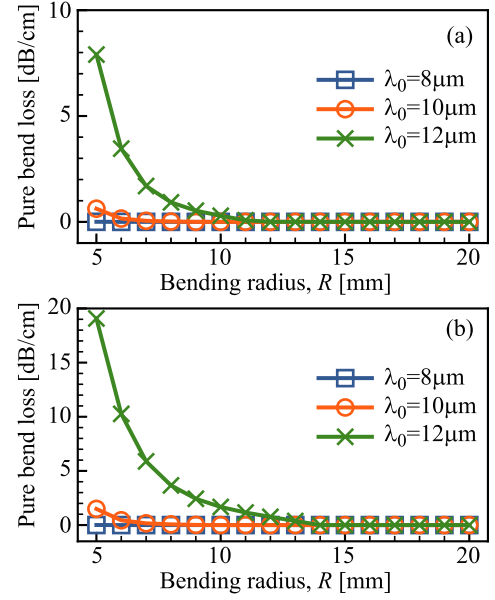 10
(a)
Pure bend loss [dB/cm]
λ0=8μm
λ0=10μm
5
λ0=12μm
0
5 10 15 20
Bending radius, R [mm]
20
(b)
15
Pure bend loss [dB/cm]
λ0=8μm
10
λ0=10μm
λ0=12μm
5
0
5 10 15 20
Bending radius, R [mm]